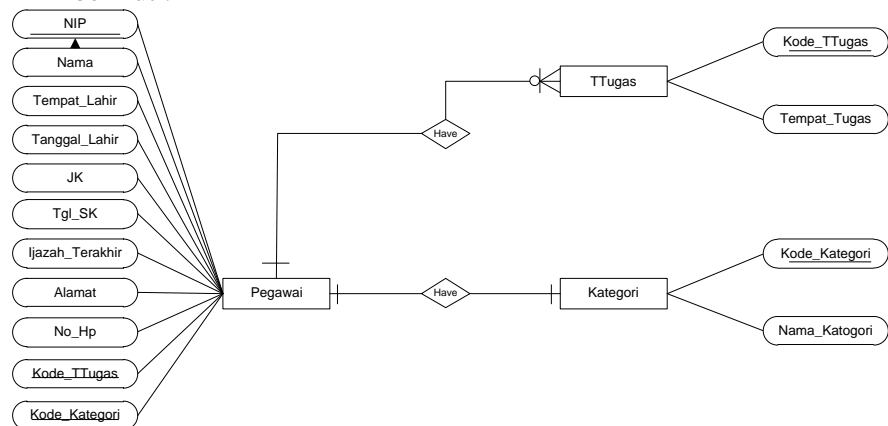 NIP
Nama
Tempat_Lahir
Tanggal_Lahir
JK
Tgl_SK
Ijazah_Terakhir
Alamat
No_Hp
Kode_TTugas
Kode_Kategori
Pegawai
Have
Have
TTugas
Kategori
Kode_TTugas
Tempat_Tugas
Kode_Kategori
Nama_Katogori